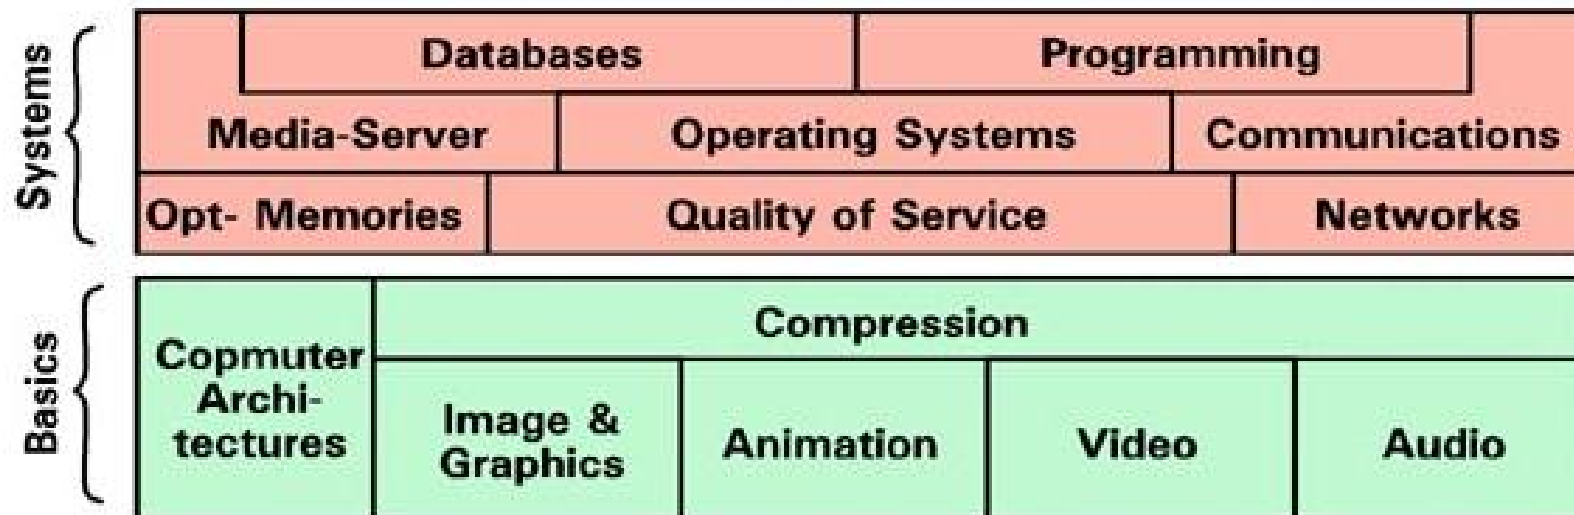 Systems
Databases
Programming
Media-Server
Operating Systems
Communications
Opt- Memories
Quality of Service
Networks
Basics
Copmuter
Archi-
tectures
Compression
Image &
Graphics
Animation
Video
Audio